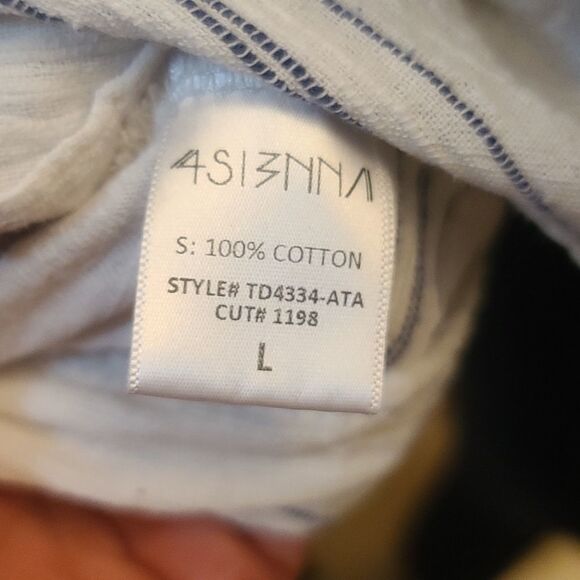 4SI3NNA
S: 100% COTTON
STYLE# TD4334-ATA
CUT# 1198
L